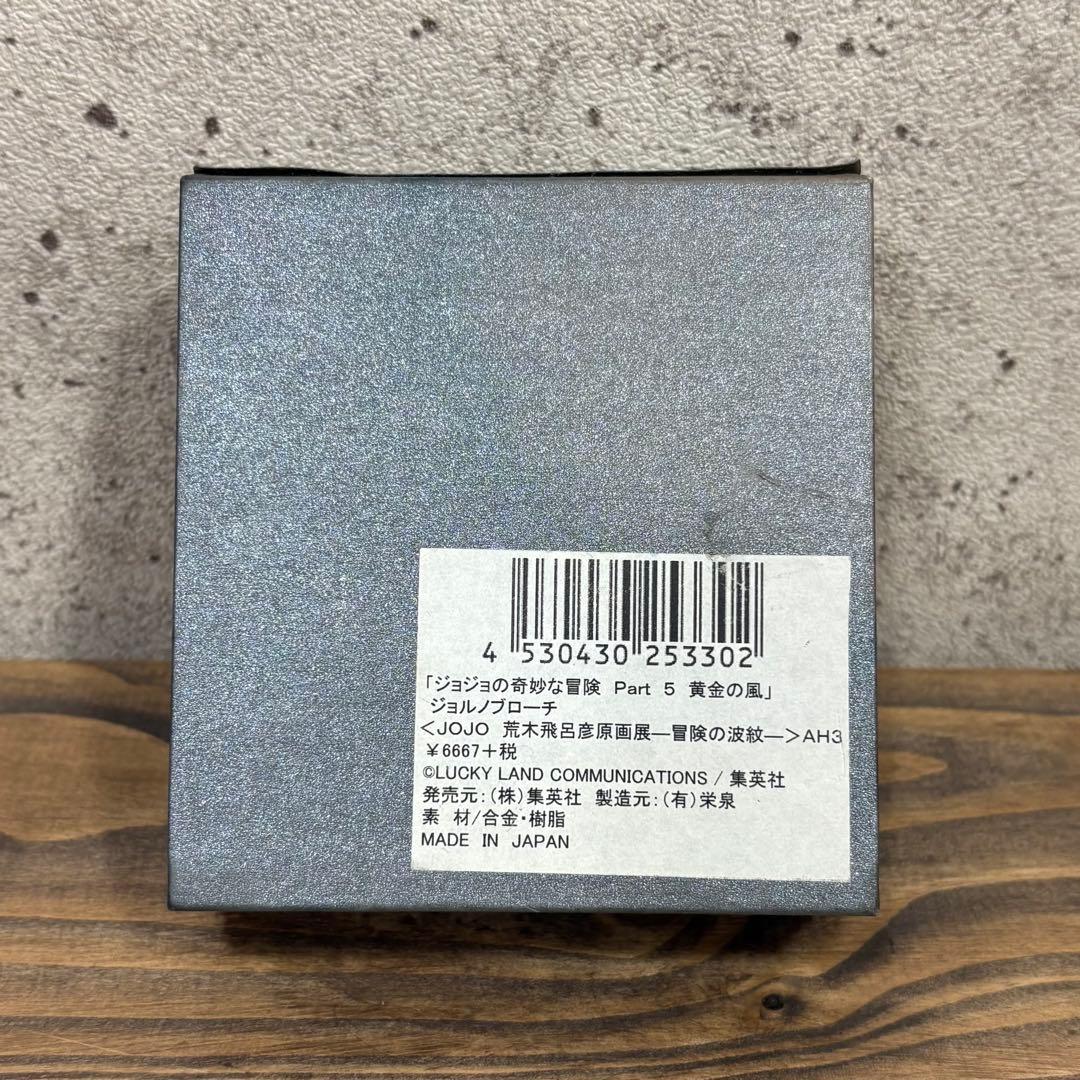 4 530430 253302
「ジョジョの奇妙な冒険 Part 5 黄金の風」
ジョルノブローチ
<JOJO 荒木飛呂彦原画展―冒険の波紋―>AH3
¥6667+税
©LUCKY LAND COMMUNICATIONS / 集英社
発売元:(株)集英社 製造元:(有)栄泉
素 材/合金・樹脂
MADE IN JAPAN